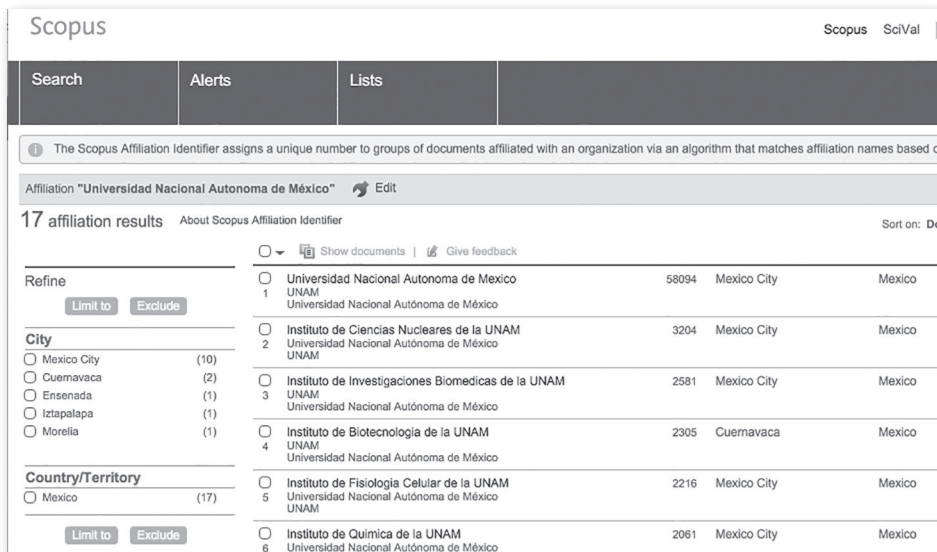 Scopus
Scopus SciVal
Search Alerts Lists
The Scopus Affiliation Identifier assigns a unique number to groups of documents affiliated with an organization via an algorithm that matches affiliation names based
Affiliation "Universidad Nacional Autonoma de México" Edit
17 affiliation results About Scopus Affiliation Identifier
Sort on:
Show documents | Give feedback
Refine
Limit to Exclude
City
Mexico City (10)
Cuernavaca (2)
Ensenada (1)
Iztapalapa (1)
Morelia (1)
Country/Territory
Mexico (17)
Limit to Exclude
Universidad Nacional Autonoma de Mexico 58094 Mexico City Mexico
1 UNAM
Universidad Nacional Autónoma de México
Instituto de Ciencias Nucleares de la UNAM 3204 Mexico City Mexico
2 Universidad Nacional Autónoma de México
UNAM
Instituto de Investigaciones Biomedicas de la UNAM 2581 Mexico City Mexico
3 UNAM
Universidad Nacional Autónoma de México
Instituto de Biotecnologia de la UNAM 2305 Cuernavaca Mexico
4 UNAM
Universidad Nacional Autónoma de México
Instituto de Fisiologia Celular de la UNAM 2216 Mexico City Mexico
5 Universidad Nacional Autónoma de México
UNAM
Instituto de Quimica de la UNAM 2061 Mexico City Mexico
6 Universidad Nacional Autónoma de México